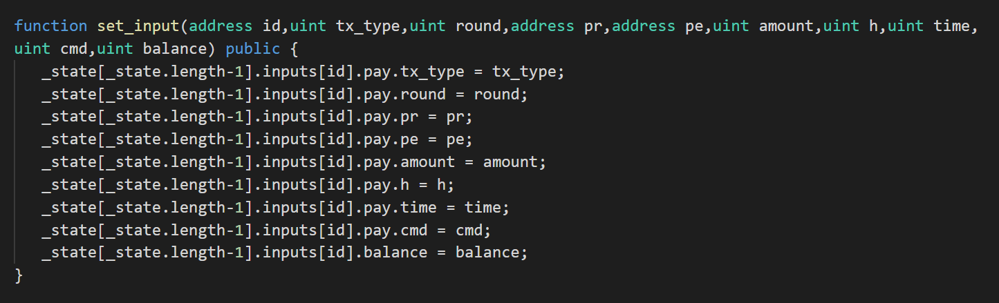 function set_input(address id,uint tx_type,uint round,address pr,address pe,uint amount,uint h,uint time,
uint cmd,uint balance) public {
_state[_state.length-1].inputs[id].pay.tx_type = tx_type;
_state[_state.length-1].inputs[id].pay.round = round;
_state[_state.length-1].inputs[id].pay.pr = pr;
_state[_state.length-1].inputs[id].pay.pe = pe;
_state[_state.length-1].inputs[id].pay.amount = amount;
_state[_state.length-1].inputs[id].pay.h = h;
_state[_state.length-1].inputs[id].pay.time = time;
_state[_state.length-1].inputs[id].pay.cmd = cmd;
_state[_state.length-1].inputs[id].balance = balance;
}